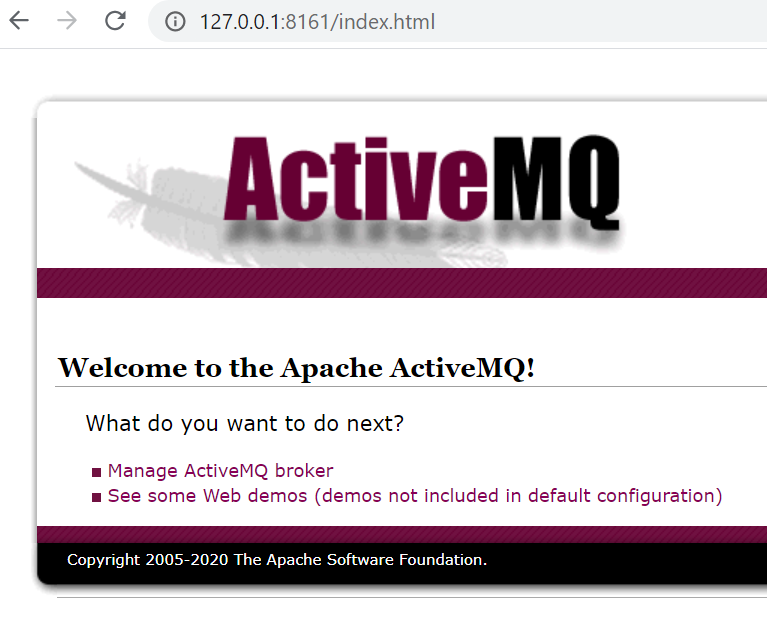 127.0.0.1:8161/index.html
ActiveMQ
Welcome to the Apache ActiveMQ!
What do you want to do next?
Manage ActiveMQ broker
See some Web demos (demos not included in default configuration)
Copyright 2005-2020 The Apache Software Foundation.